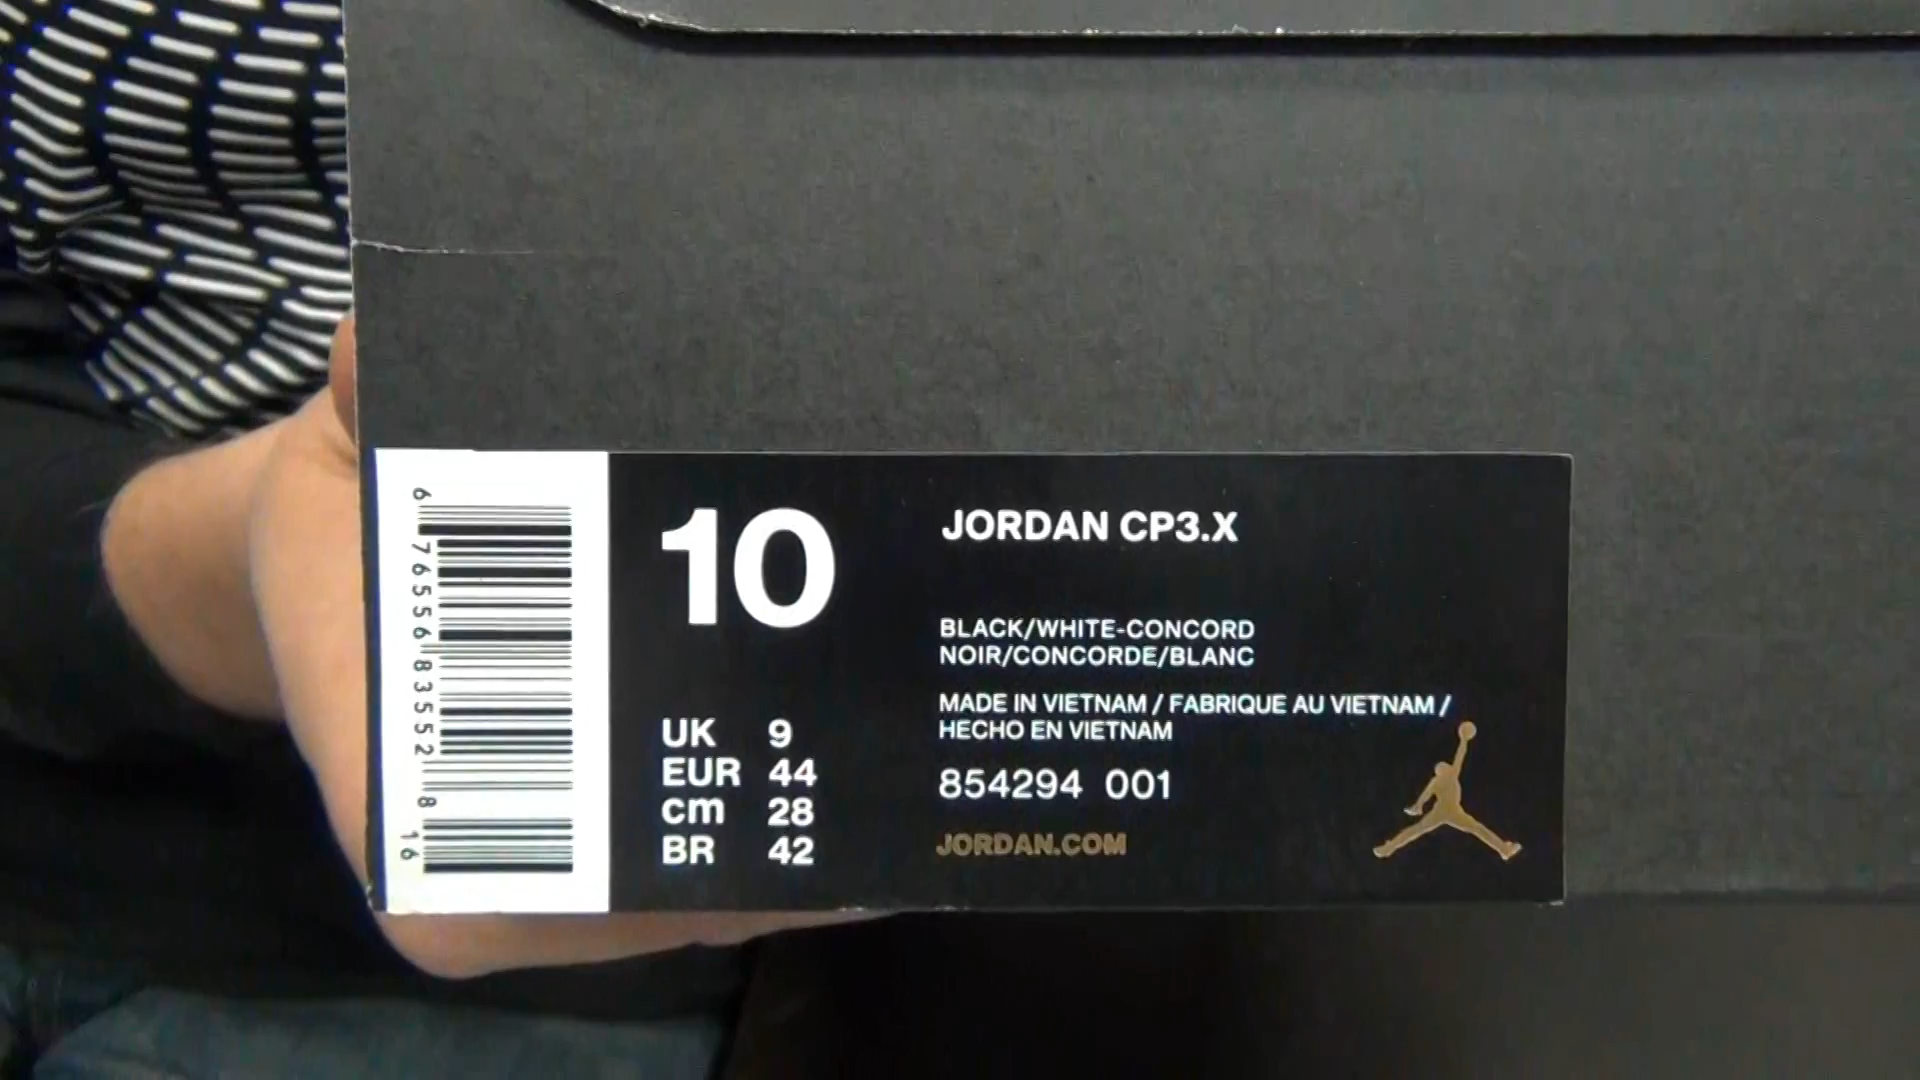 6 76556 83552 8 16
10
JORDAN CP3.X
BLACK/WHITE-CONCORD
NOIR/CONCORDE/BLANC
MADE IN VIETNAM / FABRIQUE AU VIETNAM /
HECHO EN VIETNAM
UK 9
EUR 44
cm 28
BR 42
854294 001
JORDAN.COM